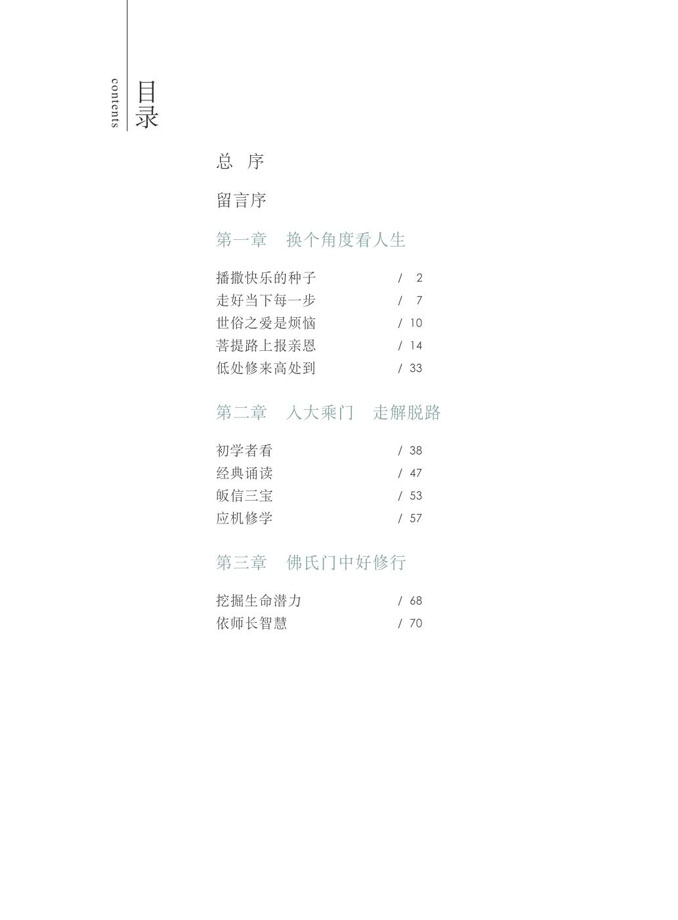 目录
contents
总 序
留言序
第一章 换个角度看人生
播撒快乐的种子 / 2
走好当下每一步 / 7
世俗之爱是烦恼 / 10
菩提路上报亲恩 / 14
低处修来高处到 / 33
第二章 入大乘门 走解脱路
初学者看 / 38
经典诵读 / 47
皈信三宝 / 53
应机修学 / 57
第三章 佛氏门中好修行
挖掘生命潜力 / 68
依师长智慧 / 70